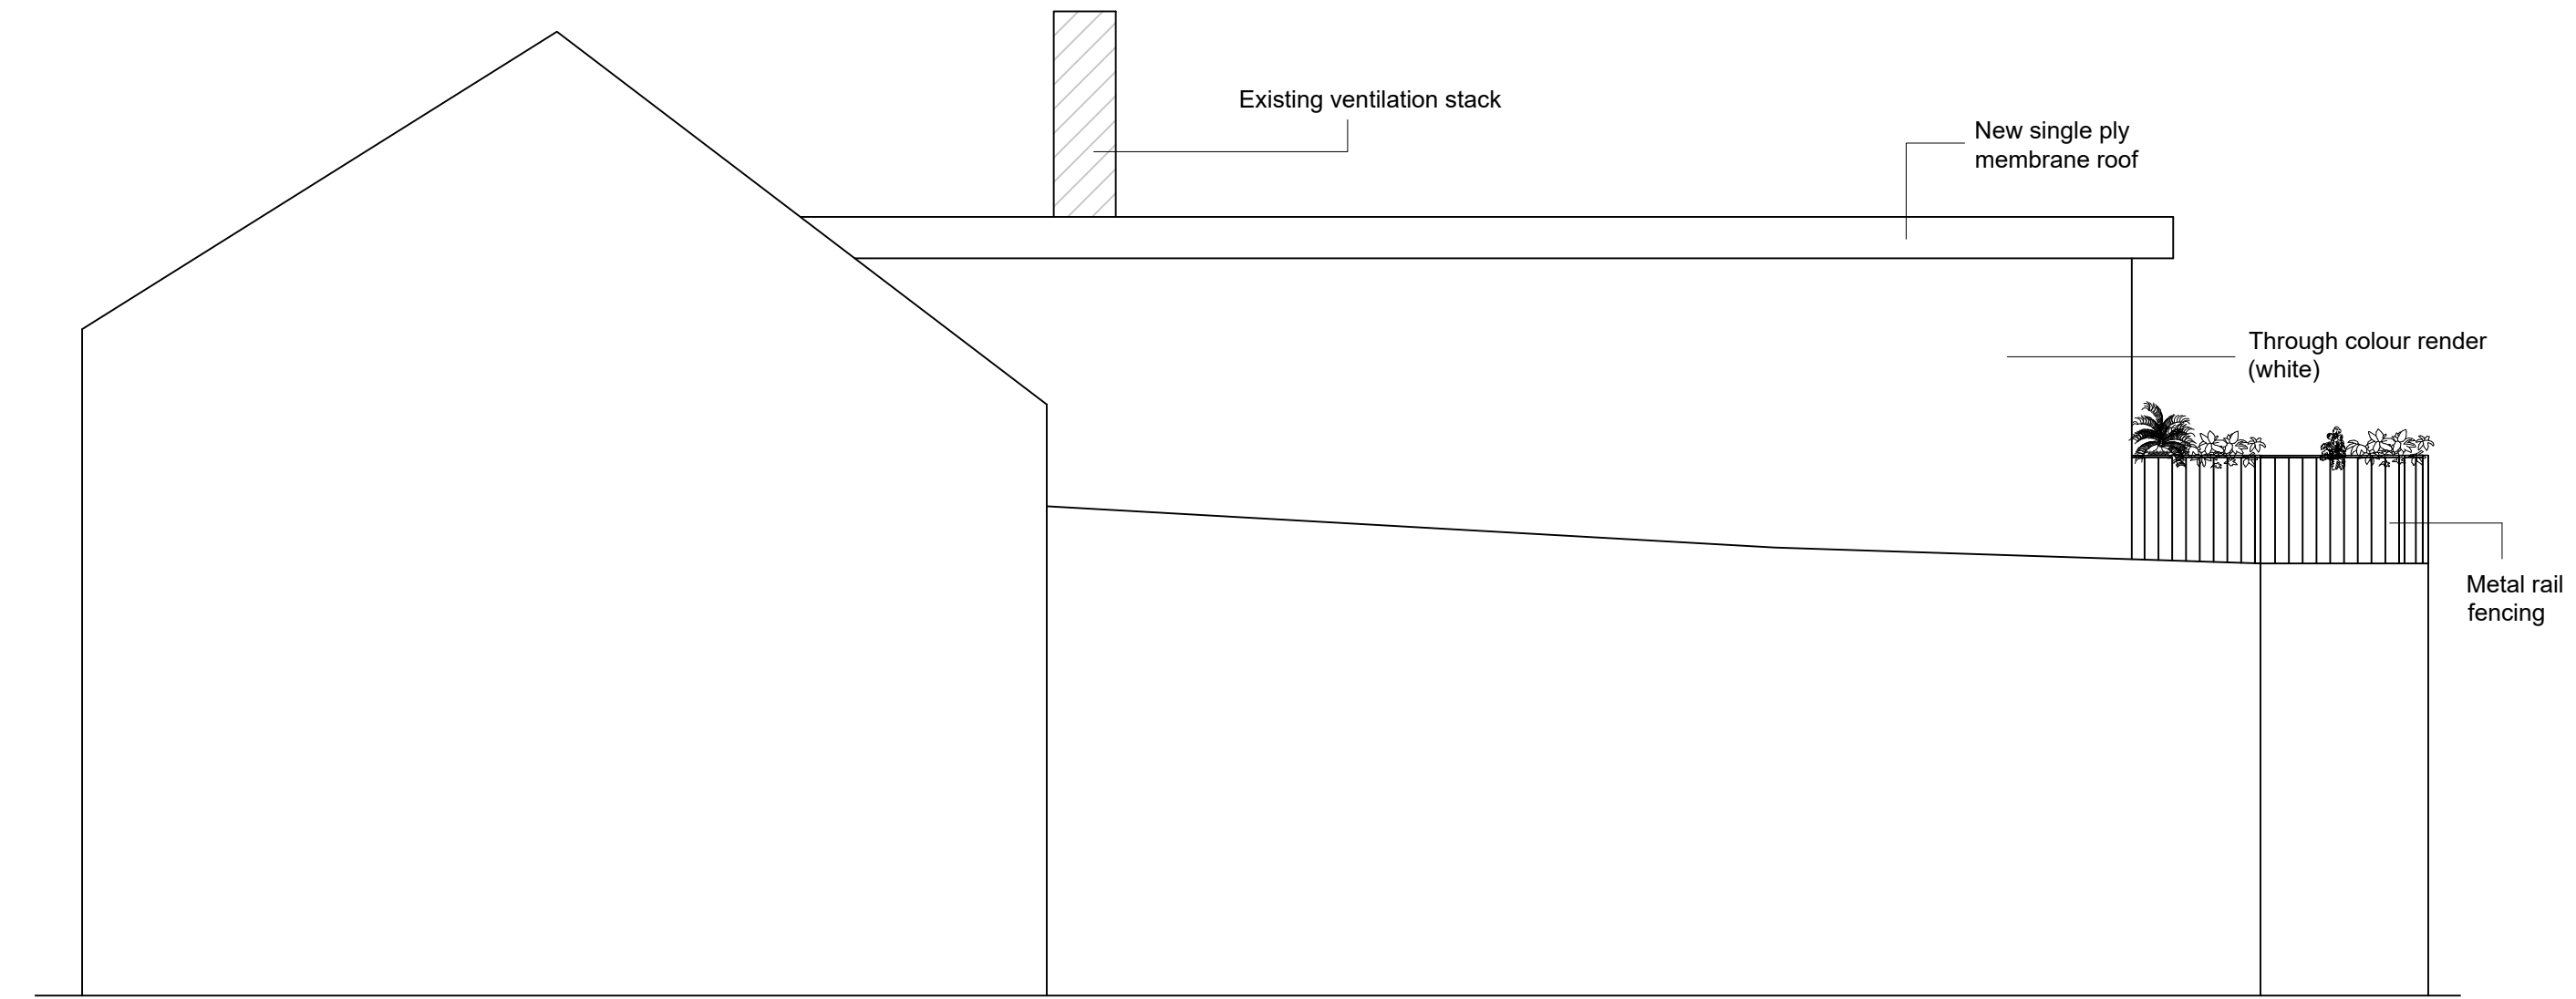 Existing ventilation stack
New single ply
membrane roof
Through colour render
(white)
Metal rail
fencing